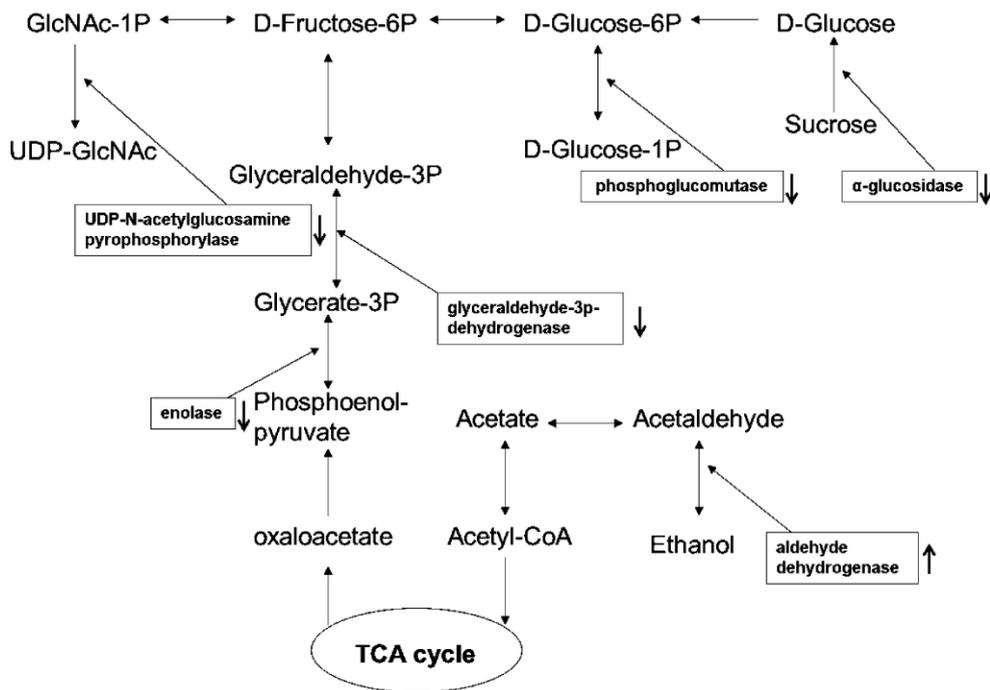 GlcNAc-1P
D-Fructose-6P
D-Glucose-6P
D-Glucose
Sucrose
UDP-GlcNAc
D-Glucose-1P
Glyceraldehyde-3P
phosphoglucomutase
α-glucosidase
UDP-N-acetylglucosamine
pyrophosphorylase
Glycerate-3P
glyceraldehyde-3p-
dehydrogenase
enolase
Phosphoenol-
pyruvate
Acetate
Acetaldehyde
oxaloacetate
Acetyl-CoA
Ethanol
aldehyde
dehydrogenase
TCA cycle